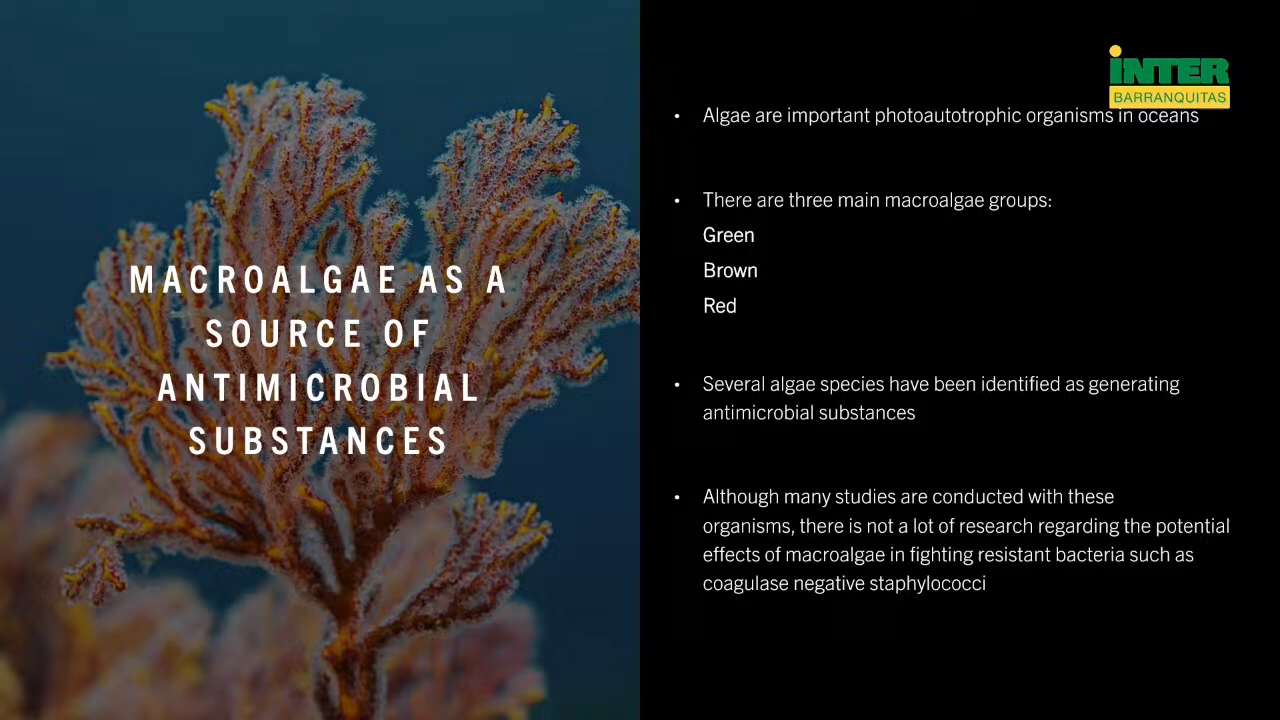 MACROALGAE AS A
SOURCE OF
ANTIMICROBIAL
SUBSTANCES
iNTER
BARRANQUITAS
• Algae are important photoautotrophic organisms in oceans
• There are three main macroalgae groups:
Green
Brown
Red
• Several algae species have been identified as generating
antimicrobial substances
• Although many studies are conducted with these
organisms, there is not a lot of research regarding the potential
effects of macroalgae in fighting resistant bacteria such as
coagulase negative staphylococci